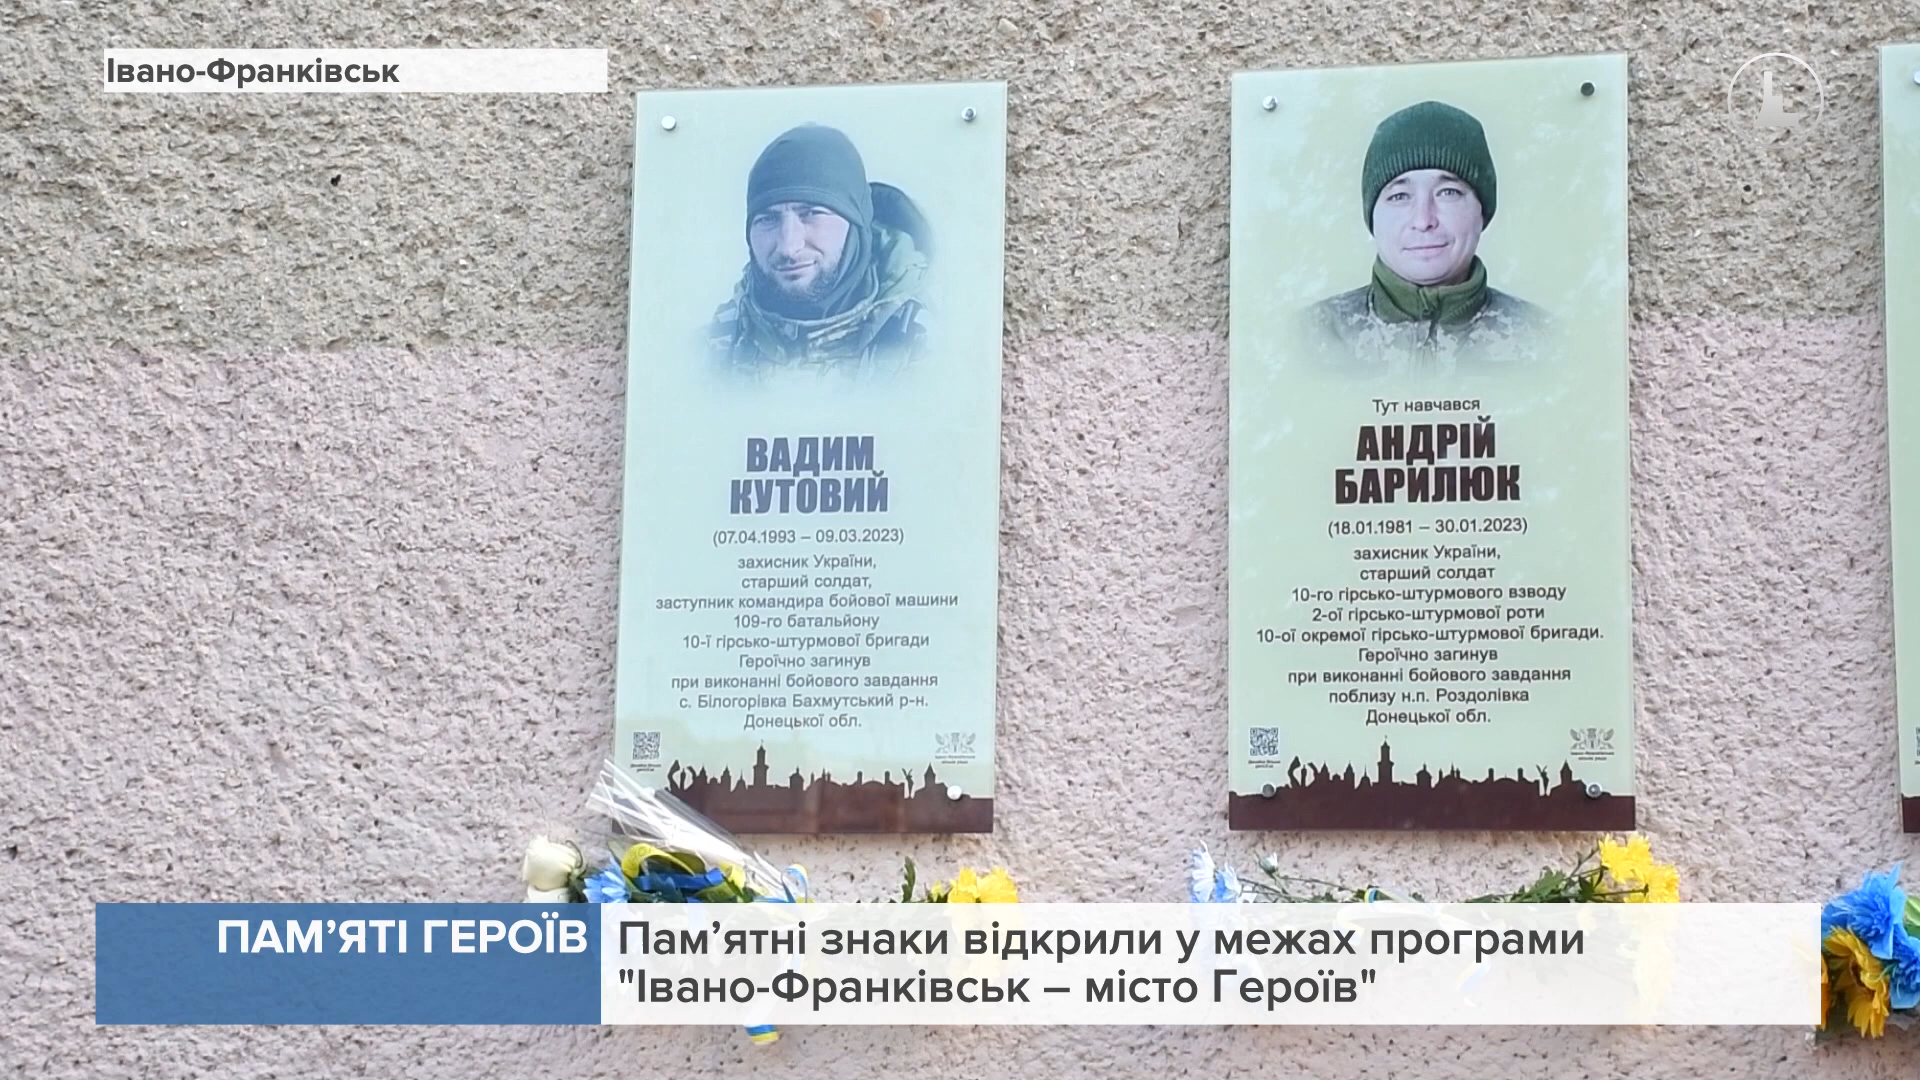 Івано-Франківськ
ВАДИМ
КУТОВИЙ
(07.04.1993 – 09.03.2023)
захисник України,
старший солдат,
заступник командира бойової машини
109-го батальйону
10-ї гірсько-штурмової бригади
Героїчно загинув
при виконанні бойового завдання
с. Білогорівка Бахмутський р-н.
Донецької обл.
Тут навчався
АНДРІЙ
БАРИЛЮК
(18.01.1981 – 30.01.2023)
захисник України,
старший солдат
10-го гірсько-штурмового взводу
2-ої гірсько-штурмової роти
10-ої окремої гірсько-штурмової бригади.
Героїчно загинув
при виконанні бойового завдання
поблизу н.п. Роздолівка
Донецької обл.
ПАМ’ЯТІ ГЕРОЇВ
Пам’ятні знаки відкрили у межах програми
"Івано-Франківськ – місто Героїв"